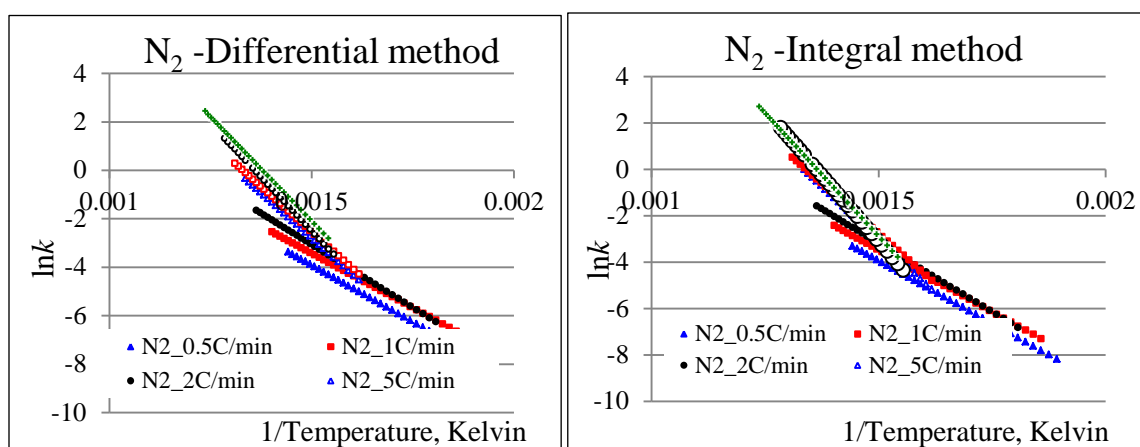 N2 -Differential method
4
2
0
-2
-4
-6
-8
-10
0.001
0.0015
0.002
lnk
N2_0.5C/min
N2_1C/min
N2_2C/min
N2_5C/min
1/Temperature, Kelvin
N2 -Integral method
4
2
0
-2
-4
-6
-8
-10
0.001
0.0015
0.002
lnk
N2_0.5C/min
N2_1C/min
N2_2C/min
N2_5C/min
1/Temperature, Kelvin